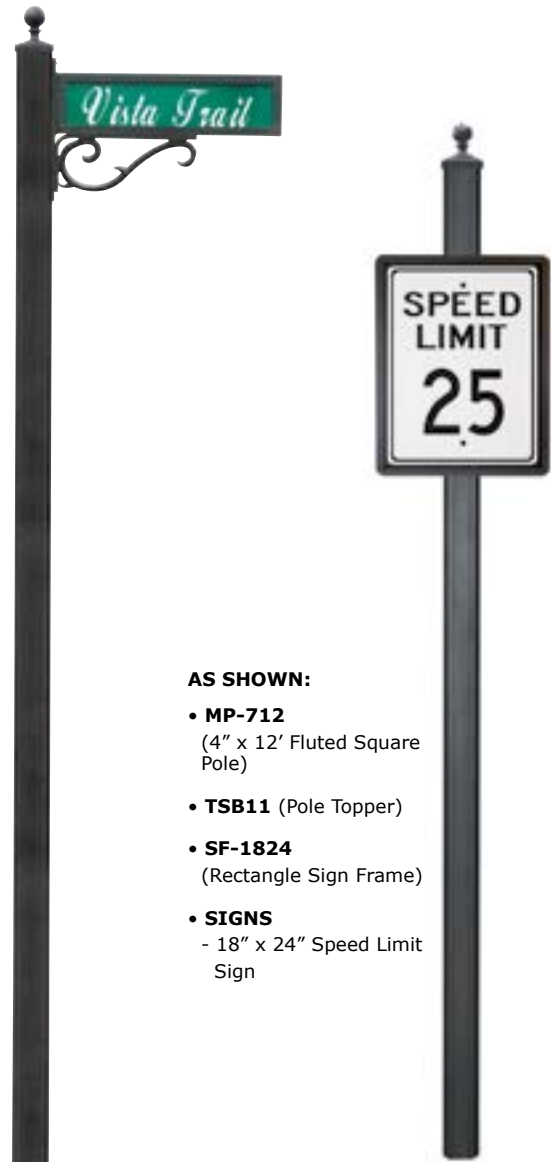 Vista Trail
SPEED
LIMIT
25
AS SHOWN:
• MP-712
(4” x 12’ Fluted Square
Pole)
• TSB11 (Pole Topper)
• SF-1824
(Rectangle Sign Frame)
• SIGNS
- 18” x 24” Speed Limit
Sign